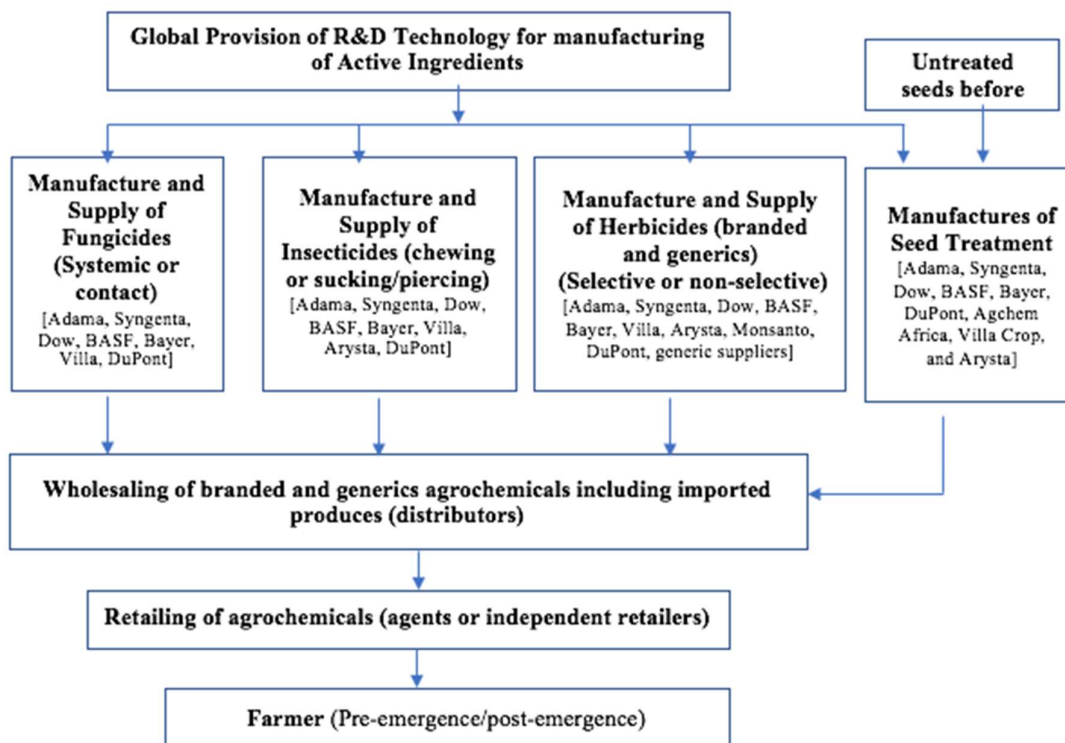 Global Provision of R&D Technology for manufacturing
of Active Ingredients
Untreated
seeds before
Manufacture and
Supply of
Fungicides
(Systemic or
contact)
[Adama, Syngenta,
Dow, BASF, Bayer,
Villa, DuPont]
Manufacture and
Supply of
Insecticides (chewing
or sucking/piercing)
[Adama, Syngenta, Dow,
BASF, Bayer, Villa,
Arysta, DuPont]
Manufacture and Supply
of Herbicides (branded
and generics)
(Selective or non-selective)
[Adama, Syngenta, Dow, BASF,
Bayer, Villa, Arysta, Monsanto,
DuPont, generic suppliers]
Manufactures of
Seed Treatment
[Adama, Syngenta,
Dow, BASF, Bayer,
DuPont, Agchem
Africa, Villa Crop,
and Arysta]
Wholesaling of branded and generics agrochemicals including imported
produces (distributors)
Retailing of agrochemicals (agents or independent retailers)
Farmer (Pre-emergence/post-emergence)